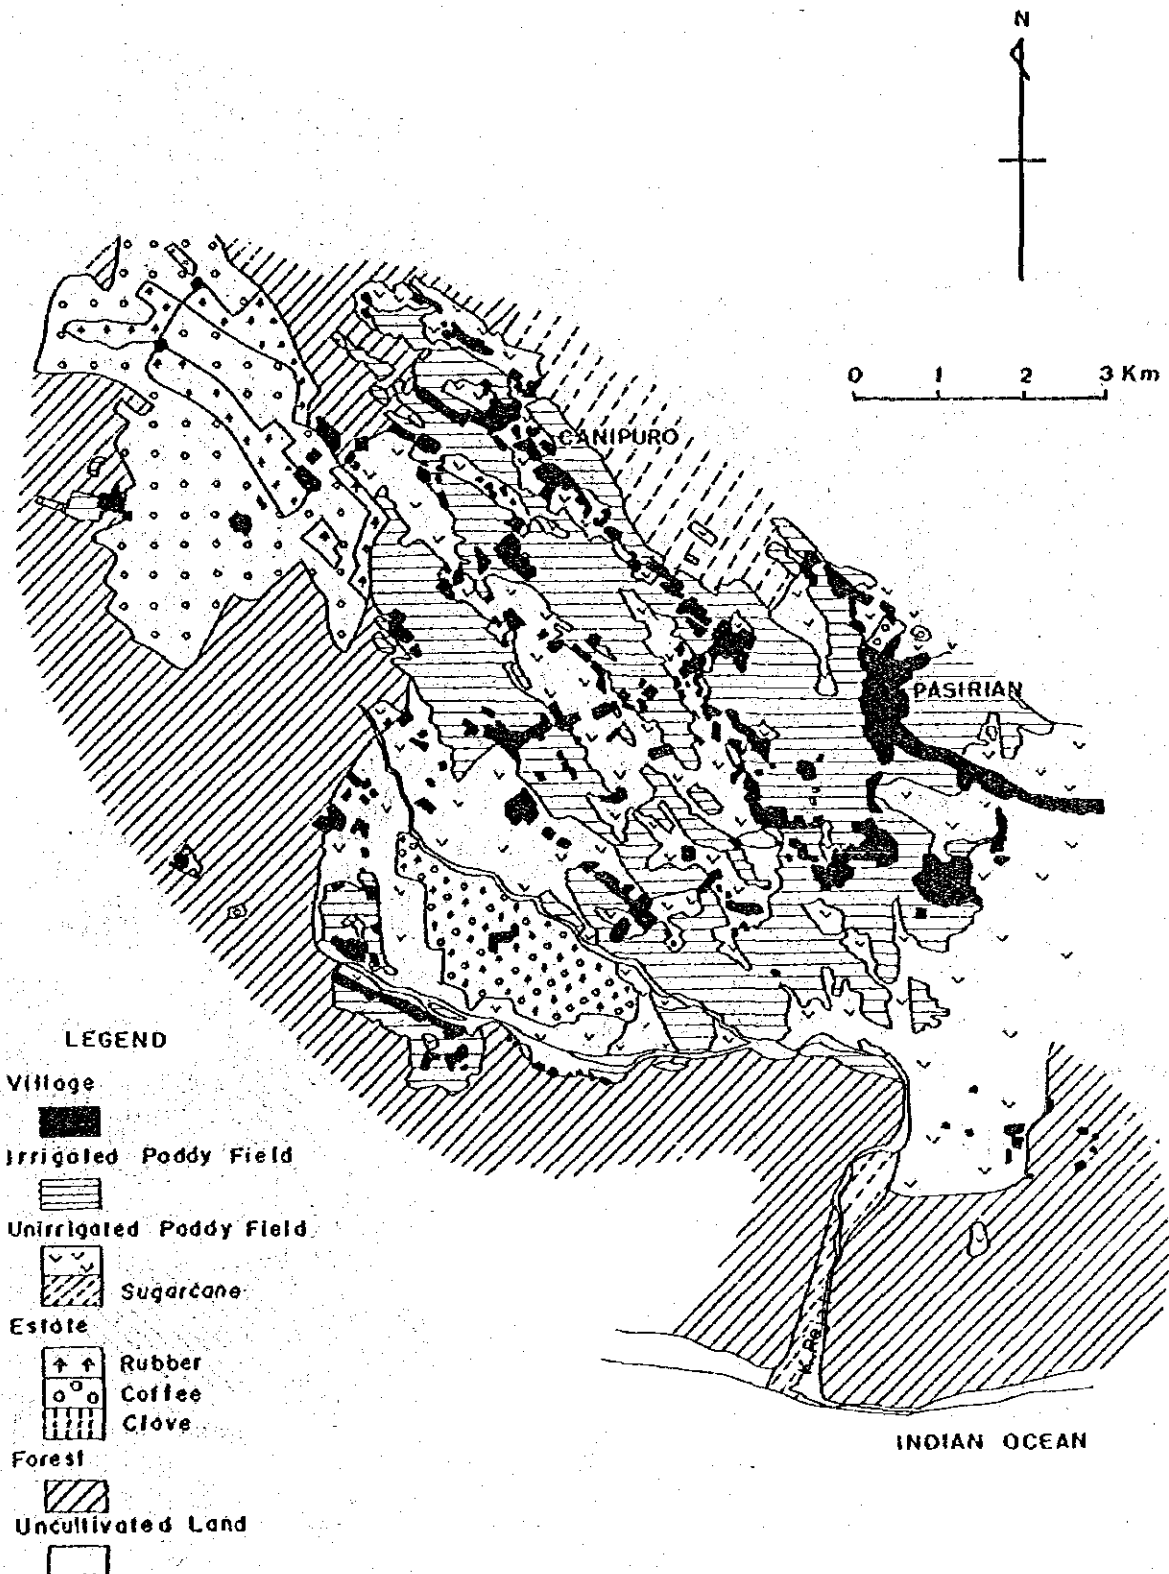 N
0 1 2 3 Km
CANIPURO
PASIRIAN
K. Rejali
INDIAN OCEAN
LEGEND
Village
Irrigated Paddy Field
Unirrigated Paddy Field
Sugarcane
Estate
Rubber
Coffee
Clove
Forest
Uncultivated Land